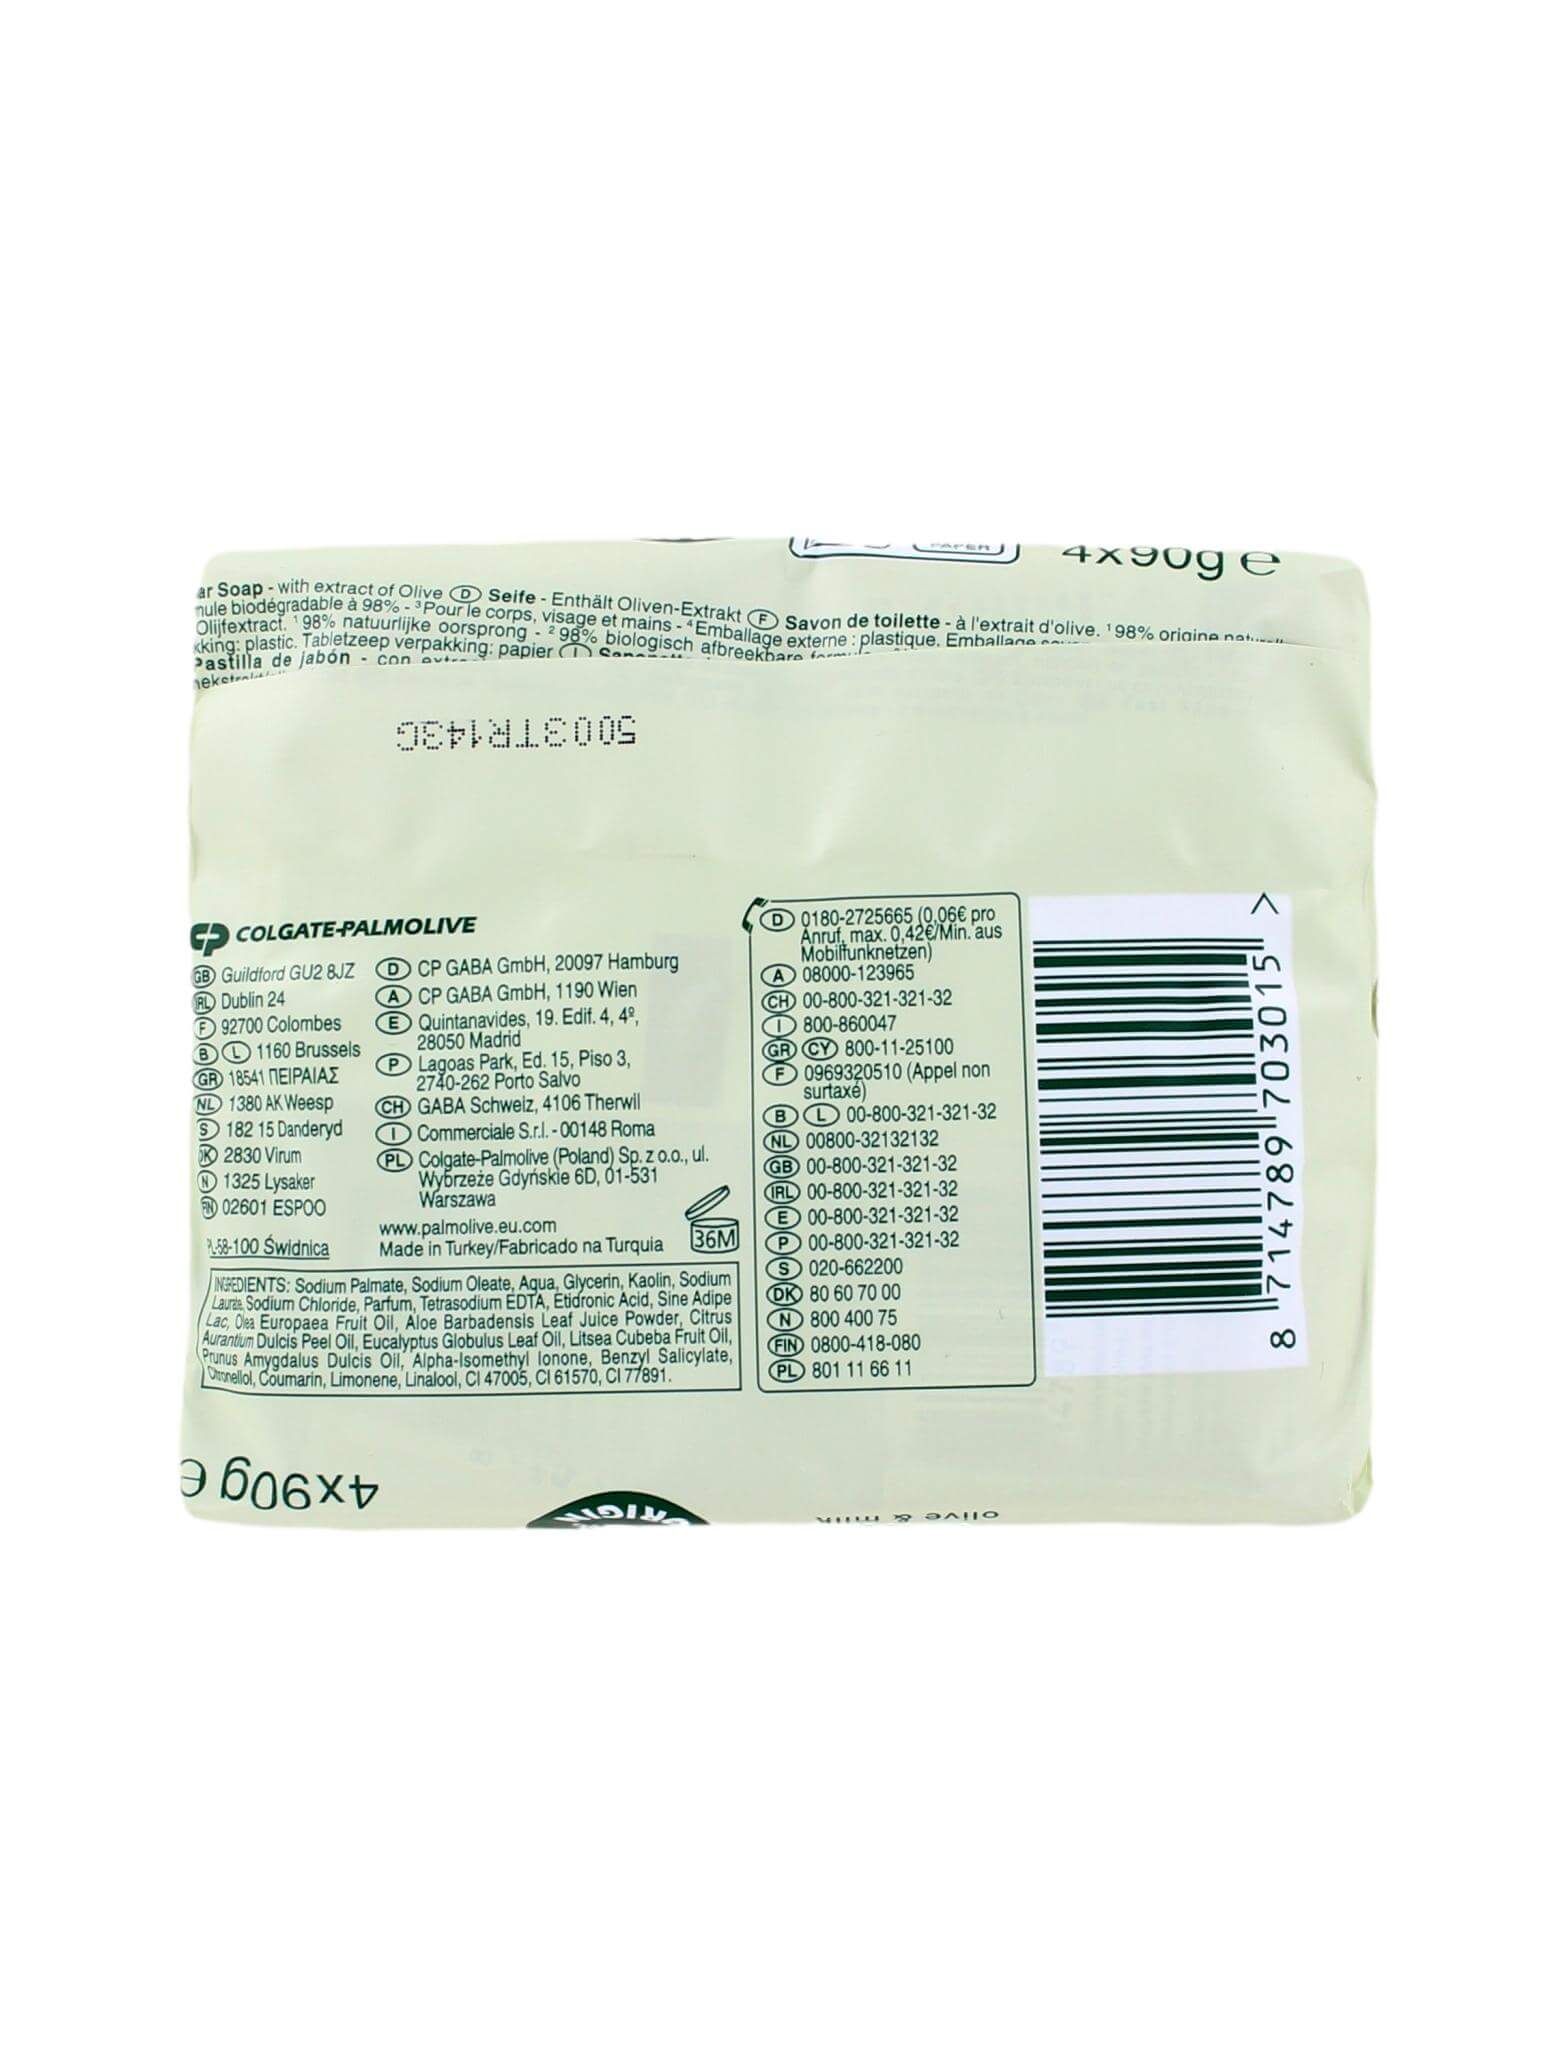 PAPER
4x90g e
ar Soap - with extract of Olive D Seife - Enthält Oliven-Extrakt F Savon de toilette - à l'extrait d'olive. ¹98% origine
mule biodégradable à 98% - ³Pour le corps, visage et mains - ⁴Emballage externe : plastique. Emballage
Olijfextract. ¹98% natuurlijke oorsprong - ²98% biologisch afbreekbare
kking: plastic. Tabletzeep verpakking: papier I
Pastilla de jabón - con
5003TR143C
COLGATE-PALMOLIVE
GB Guildford GU2 8JZ
IRL Dublin 24
F 92700 Colombes
B L 1160 Brussels
GR 18541 ΠΕΙΡΑΙΑΣ
NL 1380 AK Weesp
S 182 15 Danderyd
DK 2830 Virum
N 1325 Lysaker
FIN 02601 ESPOO
PL-58-100 Świdnica
D CP GABA GmbH, 20097 Hamburg
A CP GABA GmbH, 1190 Wien
E Quintanavides, 19. Edif. 4, 4º,
28050 Madrid
P Lagoas Park, Ed. 15, Piso 3,
2740-262 Porto Salvo
CH GABA Schweiz, 4106 Therwil
I Commerciale S.r.l. - 00148 Roma
PL Colgate-Palmolive (Poland) Sp. z o.o., ul.
Wybrzeże Gdyńskie 6D, 01-531
Warszawa
www.palmolive.eu.com
Made in Turkey/Fabricado na Turquia
36M
INGREDIENTS: Sodium Palmate, Sodium Oleate, Aqua, Glycerin, Kaolin, Sodium
Laurate, Sodium Chloride, Parfum, Tetrasodium EDTA, Etidronic Acid, Sine Adipe
Lac, Olea Europaea Fruit Oil, Aloe Barbadensis Leaf Juice Powder, Citrus
Aurantium Dulcis Peel Oil, Eucalyptus Globulus Leaf Oil, Litsea Cubeba Fruit Oil,
Prunus Amygdalus Dulcis Oil, Alpha-Isomethyl Ionone, Benzyl Salicylate,
Citronellol, Coumarin, Limonene, Linalool, CI 47005, CI 61570, CI 77891.
D 0180-2725665 (0,06€ pro
Anruf, max. 0,42€/Min. aus
Mobilfunknetzen)
A 08000-123965
CH 00-800-321-321-32
I 800-860047
GR CY 800-11-25100
F 0969320510 (Appel non
surtaxé)
B L 00-800-321-321-32
NL 00800-32132132
GB 00-800-321-321-32
IRL 00-800-321-321-32
E 00-800-321-321-32
P 00-800-321-321-32
S 020-662200
DK 80 60 70 00
N 800 400 75
FIN 0800-418-080
PL 801 11 66 11
8 714789 703015 >
4x90g e
olive & milk